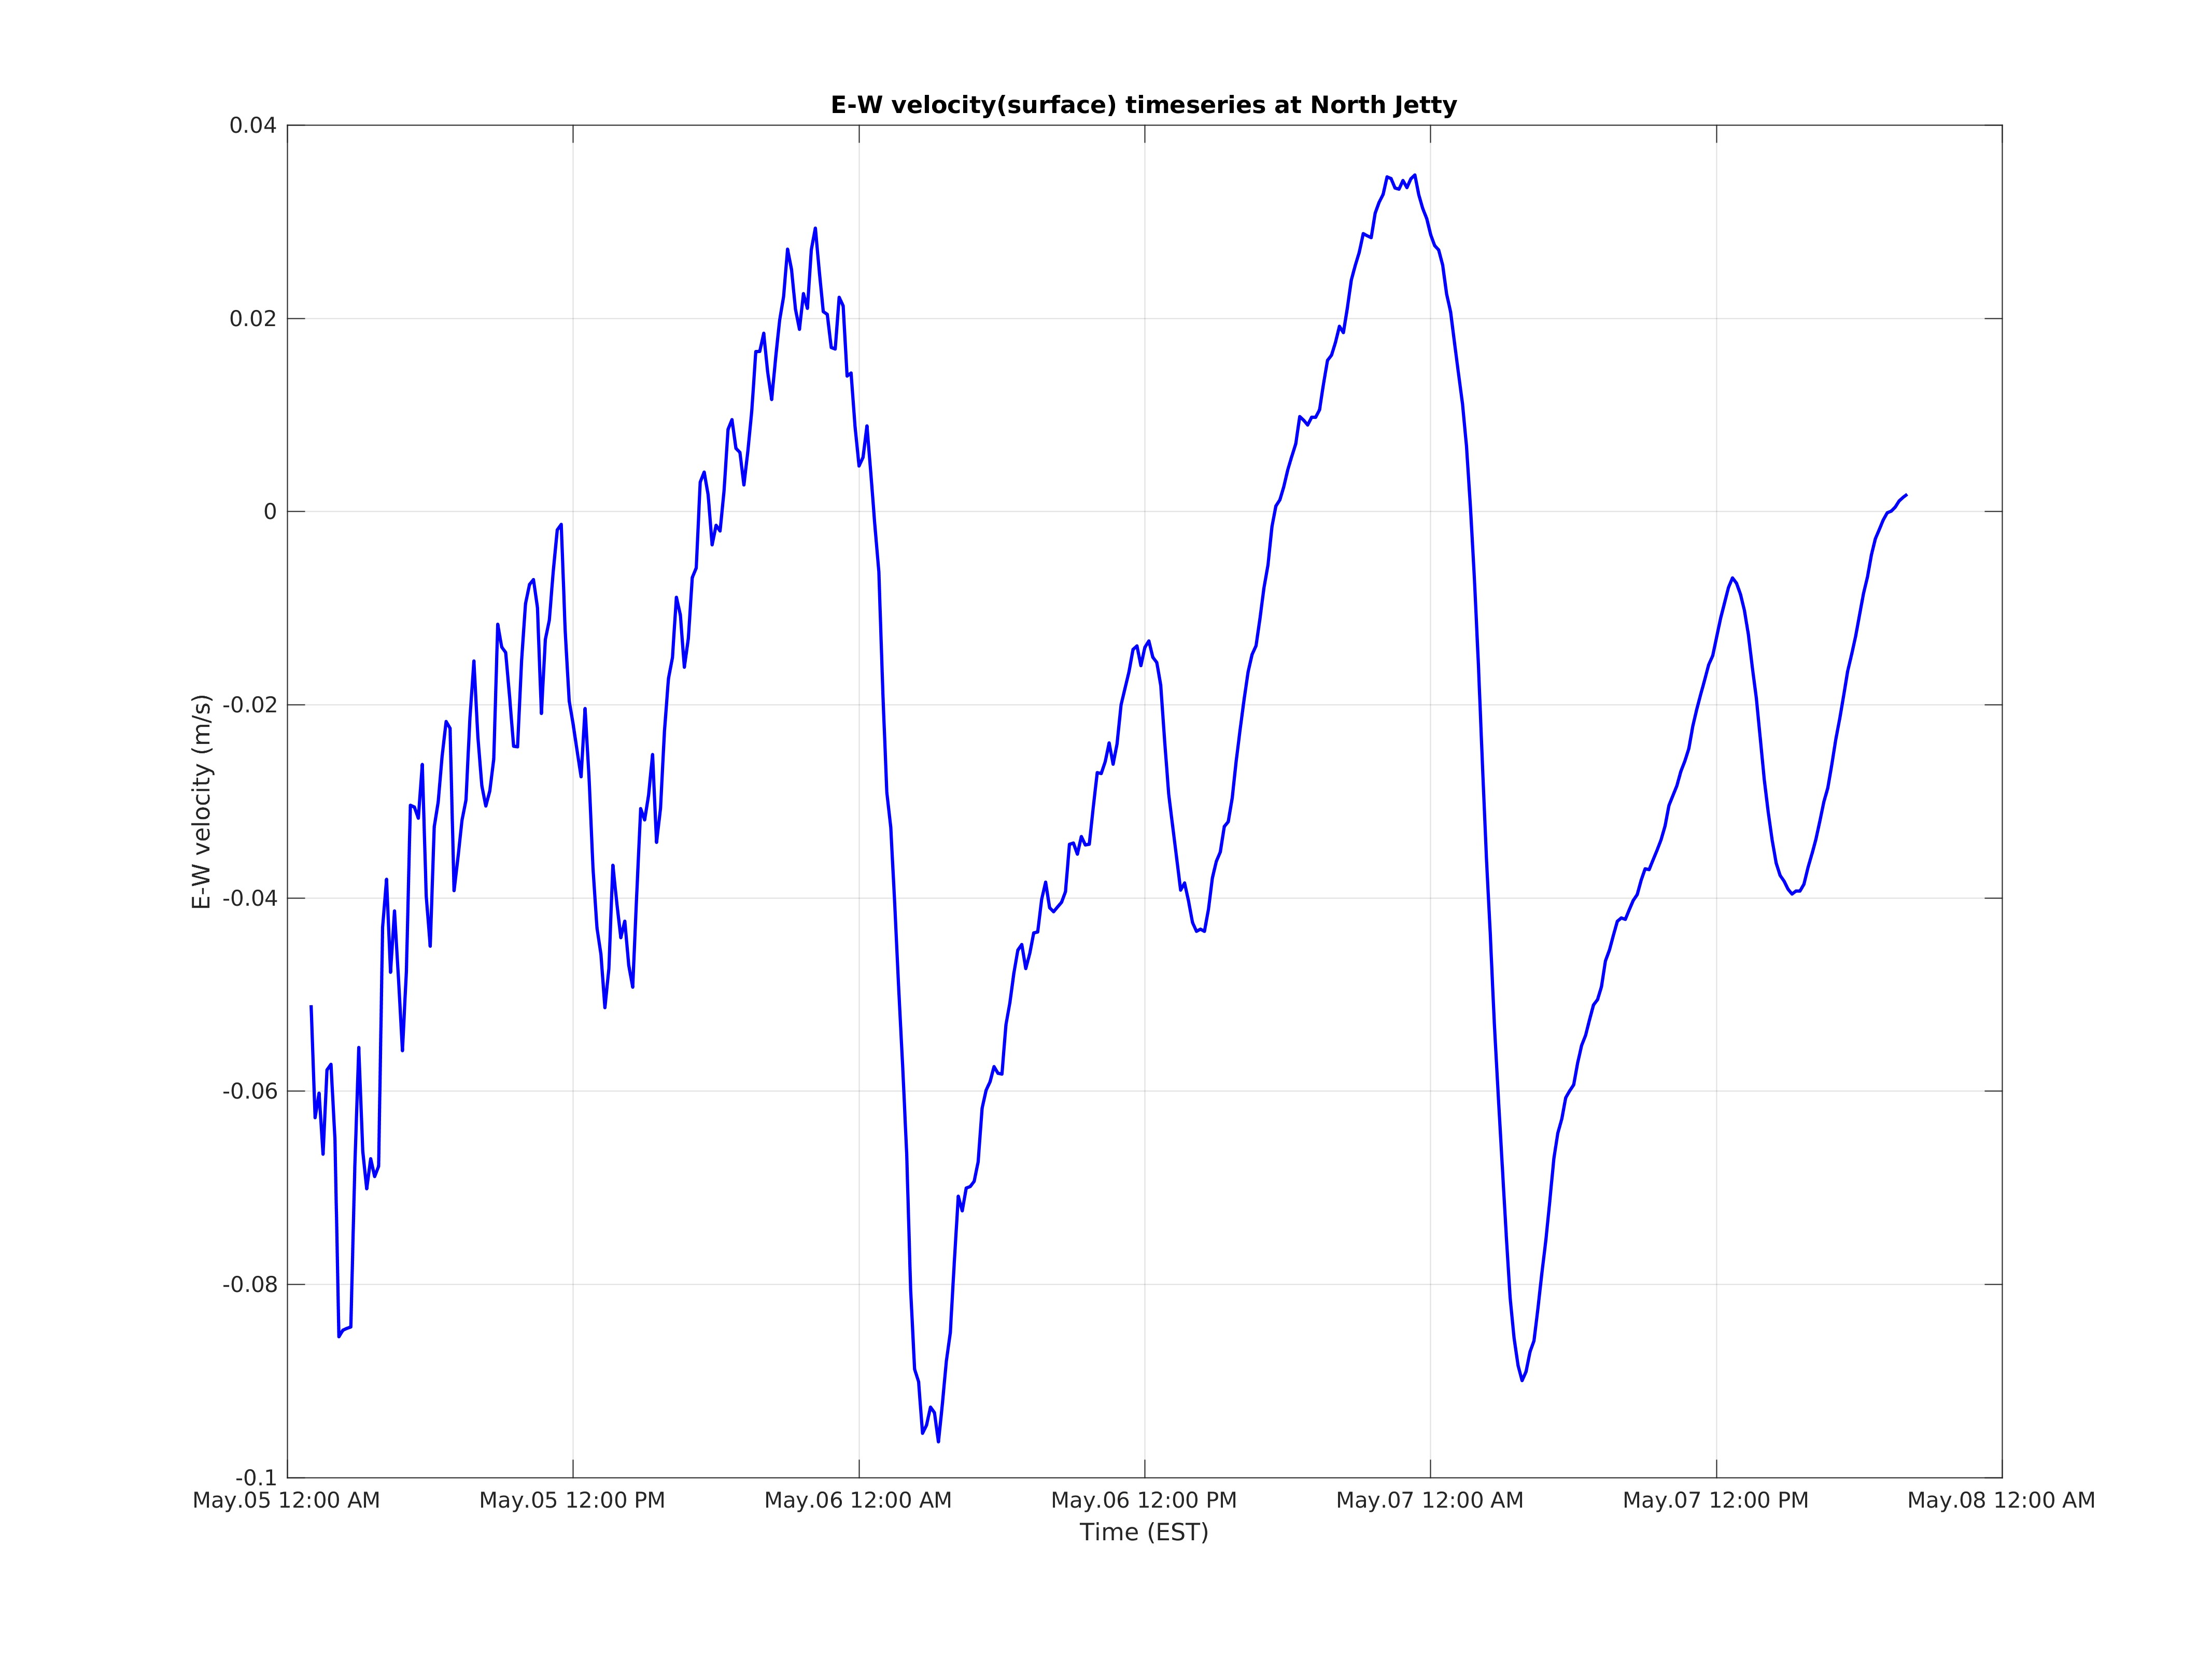 E-W velocity(surface) timeseries at North Jetty
0.04
0.02
0
-0.02
-0.04
-0.06
-0.08
-0.1
E-W velocity (m/s)
May.05 12:00 AM May.05 12:00 PM May.06 12:00 AM May.06 12:00 PM May.07 12:00 AM May.07 12:00 PM May.08 12:00 AM
Time (EST)